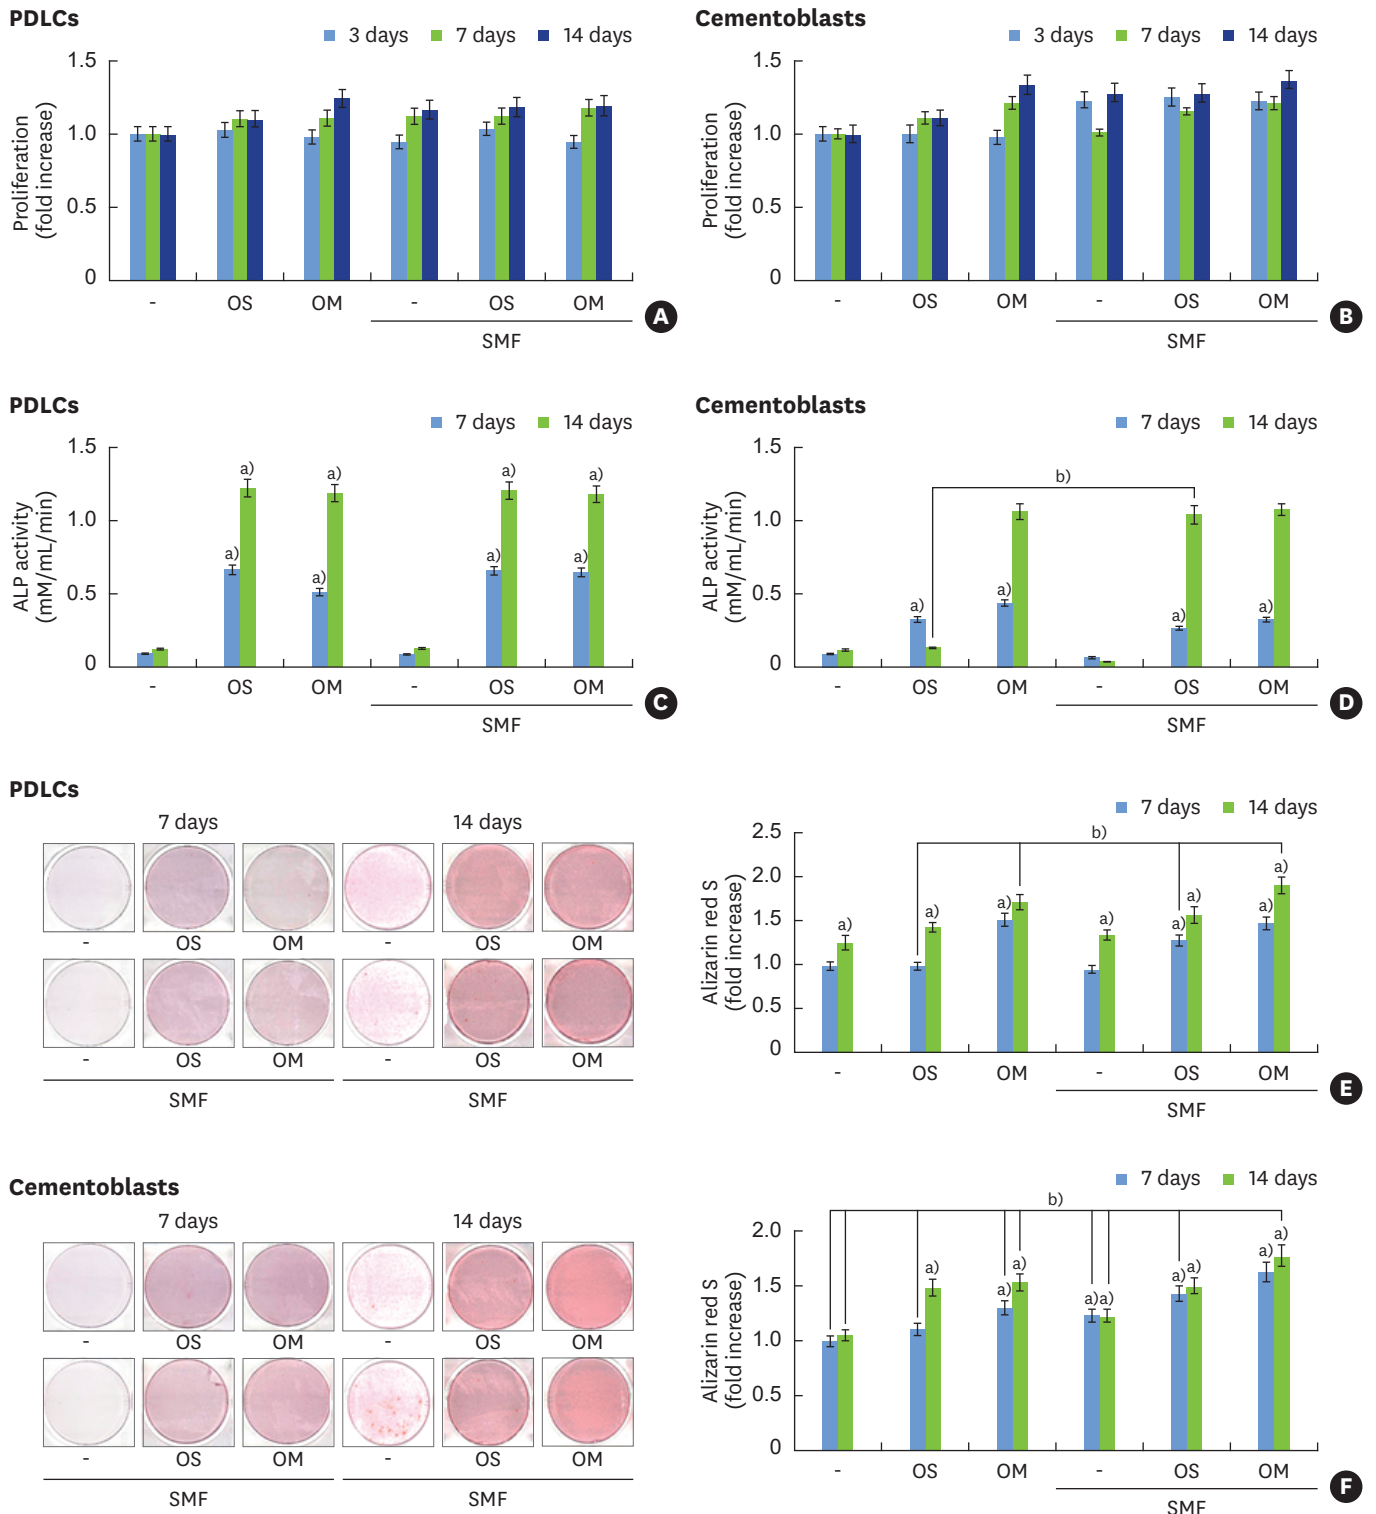 PDLCs
3 days 7 days 14 days
Proliferation
(fold increase)
1.5
1.0
0.5
0
- OS OM - OS OM
SMF
A
Cementoblasts
3 days 7 days 14 days
Proliferation
(fold increase)
1.5
1.0
0.5
0
- OS OM - OS OM
SMF
B
PDLCs
7 days 14 days
ALP activity
(mM/mL/min)
1.5
1.0
0.5
0
a) a) a) a)
a) a) a) a)
- OS OM - OS OM
SMF
C
Cementoblasts
7 days 14 days
ALP activity
(mM/mL/min)
1.5
1.0
0.5
0
b)
a) a) a) a)
- OS OM - OS OM
SMF
D
PDLCs
7 days 14 days
- OS OM - OS OM
- OS OM - OS OM
SMF SMF
7 days 14 days
Alizarin red S
(fold increase)
2.5
2.0
1.5
1.0
0.5
0
b)
a) a) a) a) a) a) a) a) a)
- OS OM - OS OM
SMF
E
Cementoblasts
7 days 14 days
- OS OM - OS OM
- OS OM - OS OM
SMF SMF
7 days 14 days
Alizarin red S
(fold increase)
2.0
1.5
1.0
0.5
0
b)
a) a) a) a) a) a) a) a) a)
- OS OM - OS OM
SMF
F